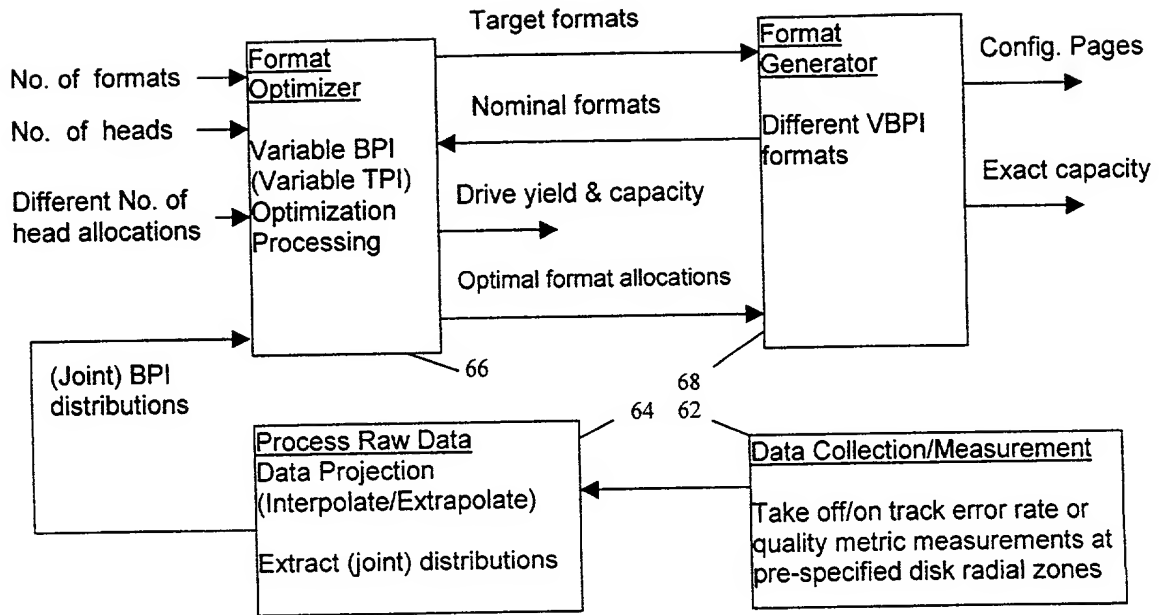 Target formats
No. of formats
No. of heads
Different No. of
head allocations
Format
Optimizer
Variable BPI
(Variable TPI)
Optimization
Processing
Nominal formats
Drive yield & capacity
Optimal format allocations
Format
Generator
Different VBPI
formats
Config. Pages
Exact capacity
66
68
64
62
(Joint) BPI
distributions
Process Raw Data
Data Projection
(Interpolate/Extrapolate)
Extract (joint) distributions
Data Collection/Measurement
Take off/on track error rate or
quality metric measurements at
pre-specified disk radial zones